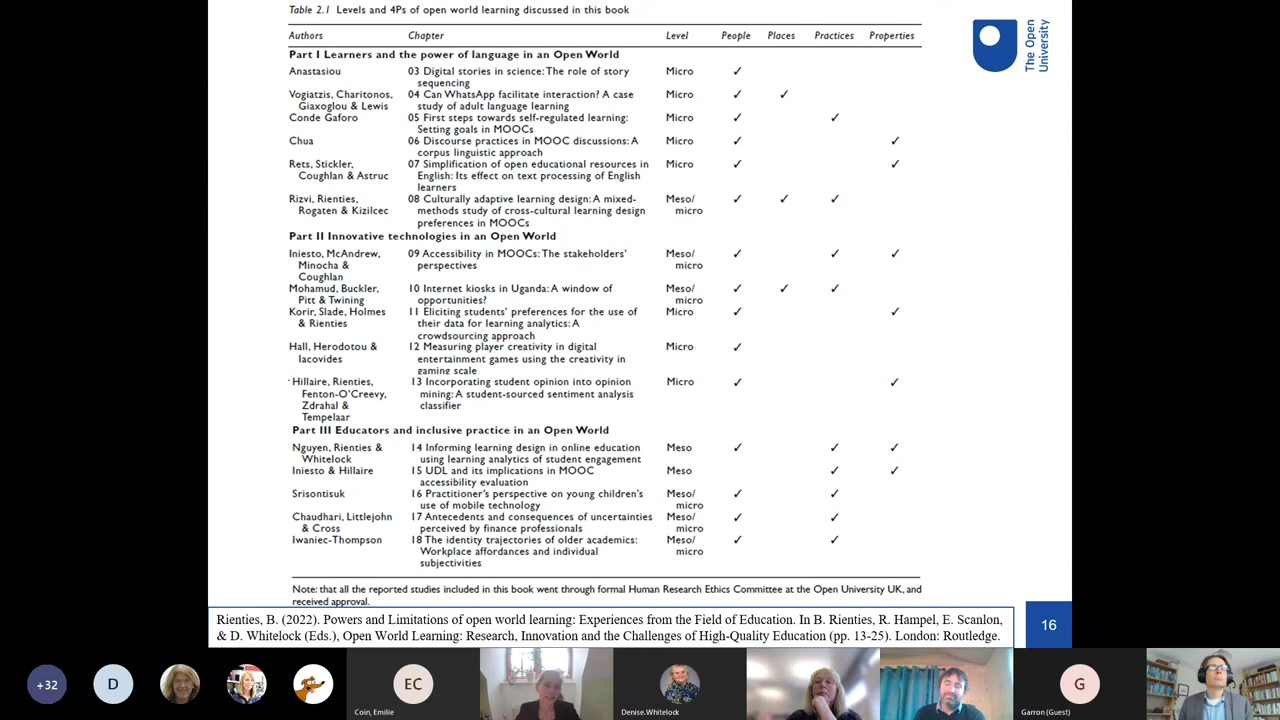 Table 2.1 Levels and 4Ps of open world learning discussed in this book
Authors Chapter Level People Places Practices Properties
Part I Learners and the power of language in an Open World
Anastasiou 03 Digital stories in science: The role of story Micro ✓
sequencing
Vogiatzis, Charitonos, 04 Can WhatsApp facilitate interaction? A case Micro ✓ ✓
Giaxoglou & Lewis study of adult language learning
Conde Gaforo 05 First steps towards self-regulated learning: Micro ✓ ✓
Setting goals in MOOCs
Chua 06 Discourse practices in MOOC discussions: A Micro ✓ ✓
corpus linguistic approach
Rets, Stickler, 07 Simplification of open educational resources in Micro ✓ ✓
Coughlan & Astruc English: Its effect on text processing of English
learners
Rizvi, Rienties, 08 Culturally adaptive learning design: A mixed- Meso/ ✓ ✓ ✓
Rogaten & Kizilcec methods study of cross-cultural learning design micro
preferences in MOOCs
Part II Innovative technologies in an Open World
Iniesto, McAndrew, 09 Accessibility in MOOCs: The stakeholders' Meso/ ✓ ✓ ✓
Minocha & perspectives micro
Coughlan
Mohamud, Buckler, 10 Internet kiosks in Uganda: A window of Meso/ ✓ ✓ ✓
Pitt & Twining opportunities? micro
Korir, Slade, Holmes 11 Eliciting students' preferences for the use of Micro ✓ ✓
& Rienties their data for learning analytics: A
crowdsourcing approach
Hall, Herodotou & 12 Measuring player creativity in digital Micro ✓
Iacovides entertainment games using the creativity in
gaming scale
Hillaire, Rienties, 13 Incorporating student opinion into opinion Micro ✓ ✓
Fenton-O'Creevy, mining: A student-sourced sentiment analysis
Zdrahal & classifier
Tempelaar
Part III Educators and inclusive practice in an Open World
Nguyen, Rienties & 14 Informing learning design in online education Meso ✓ ✓ ✓
Whitelock using learning analytics of student engagement
Iniesto & Hillaire 15 UDL and its implications in MOOC Meso ✓ ✓
accessibility evaluation
Srisontisuk 16 Practitioner's perspective on young children's Meso/ ✓ ✓
use of mobile technology micro
Chaudhari, Littlejohn 17 Antecedents and consequences of uncertainties Meso/ ✓ ✓
& Cross perceived by finance professionals micro
Iwaniec-Thompson 18 The identity trajectories of older academics: Meso/ ✓ ✓
Workplace affordances and individual micro
subjectivities
Note: that all the reported studies included in this book went through formal Human Research Ethics Committee at the Open University UK, and
received approval.
Rienties, B. (2022). Powers and Limitations of open world learning: Experiences from the Field of Education. In B. Rienties, R. Hampel, E. Scanlon,
& D. Whitelock (Eds.), Open World Learning: Research, Innovation and the Challenges of High-Quality Education (pp. 13-25). London: Routledge.
16
The Open
University
+32
D
EC
Coin, Emilie
Denise.Whitelock
G
Garron (Guest)